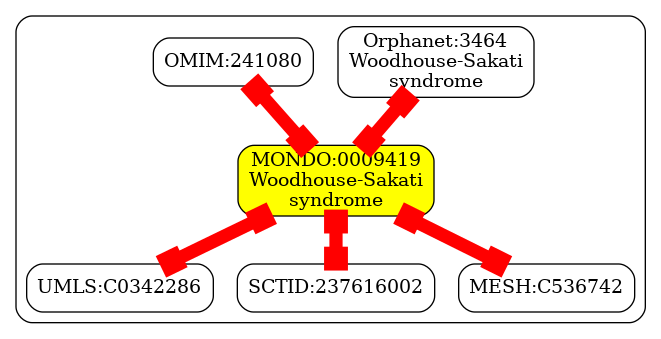 OMIM:241080
Orphanet:3464
Woodhouse-Sakati
syndrome
MONDO:0009419
Woodhouse-Sakati
syndrome
UMLS:C0342286
SCTID:237616002
MESH:C536742